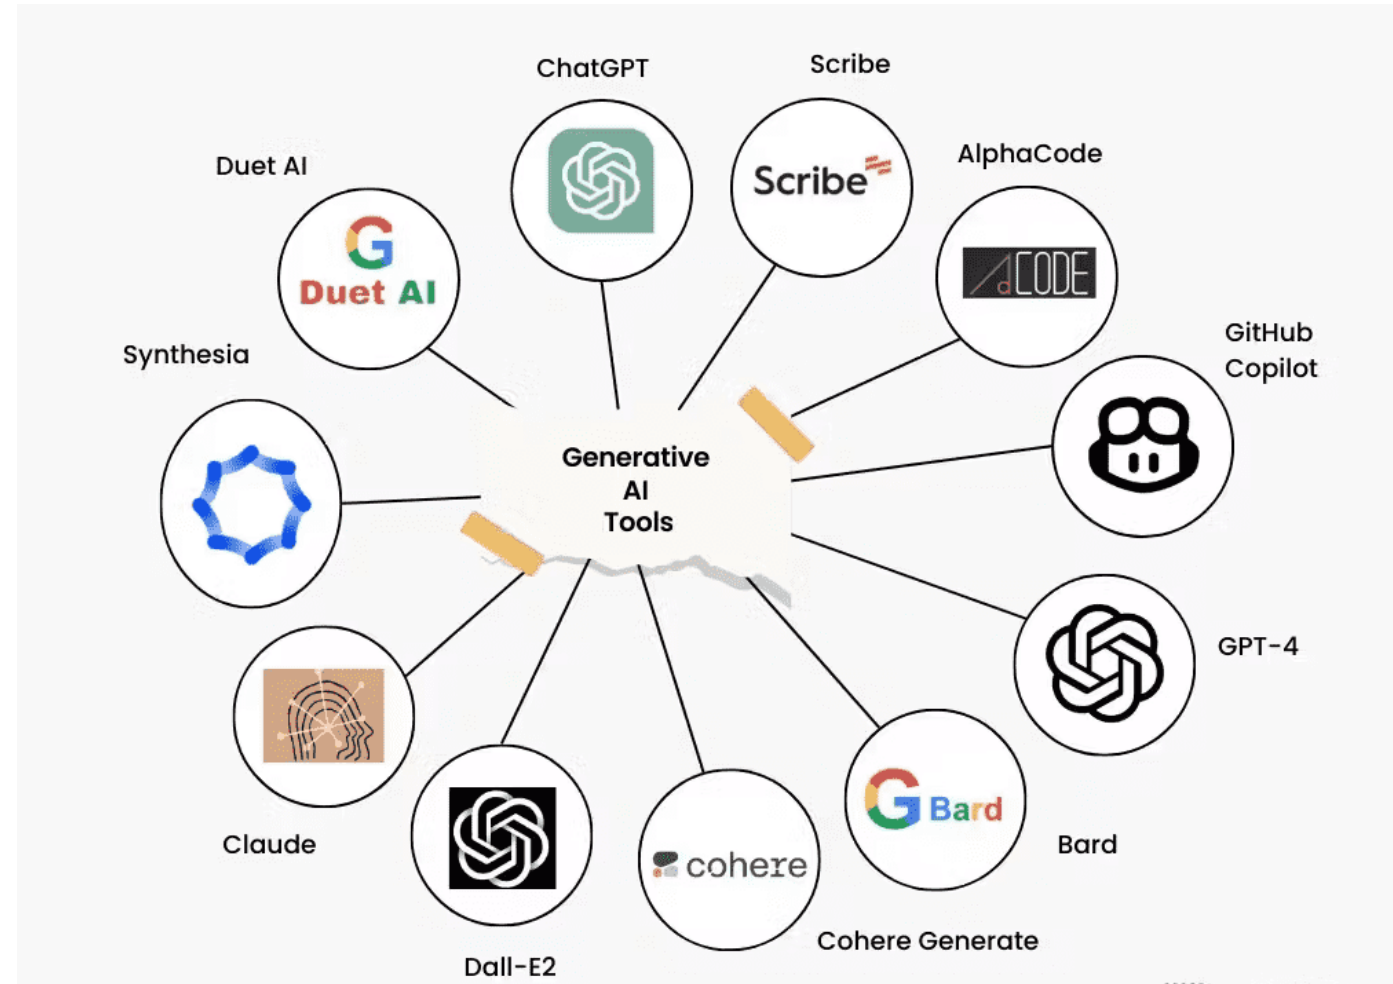 ChatGPT
Scribe
Scribe
AlphaCode
Duet AI
G
Duet AI
dCODE
GitHub
Copilot
Synthesia
Generative
AI
Tools
GPT-4
G Bard
Claude
Bard
cohere
Cohere Generate
Dall-E2